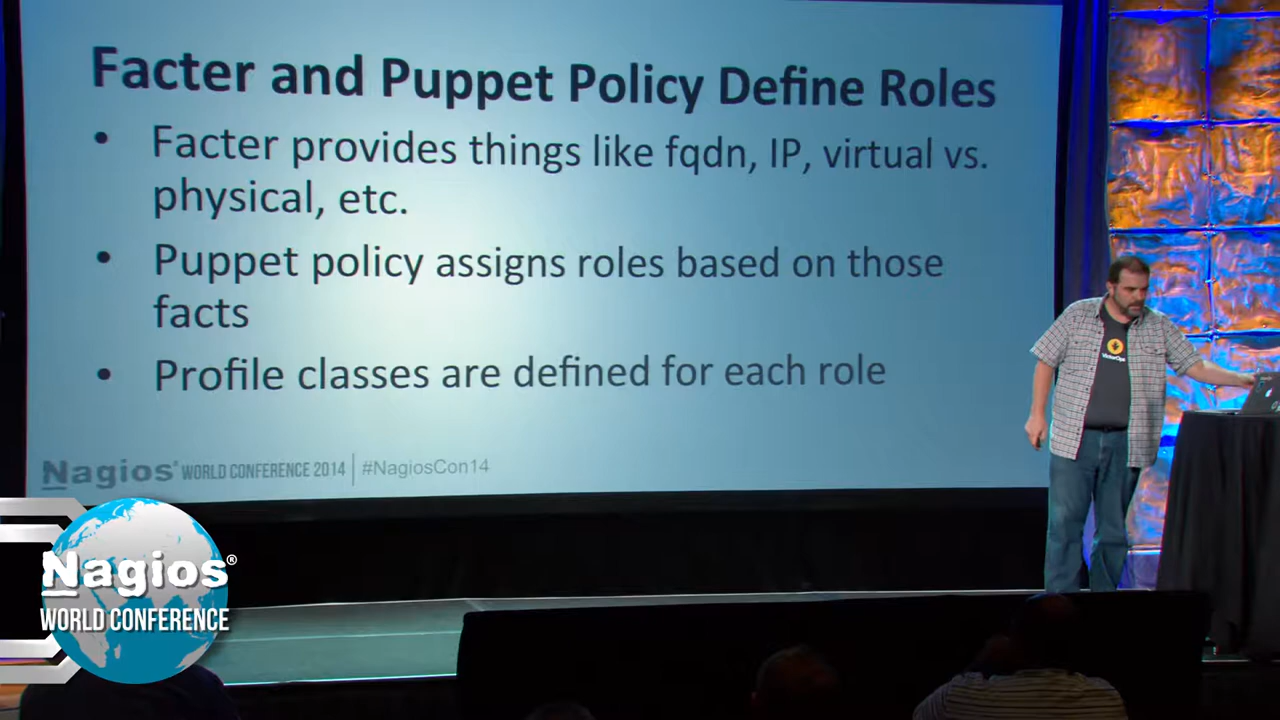 Facter and Puppet Policy Define Roles
• Facter provides things like fqdn, IP, virtual vs.
physical, etc.
• Puppet policy assigns roles based on those
facts
• Profile classes are defined for each role
Nagios® WORLD CONFERENCE 2014 | #NagiosCon14
VictorOps
Nagios®
WORLD CONFERENCE